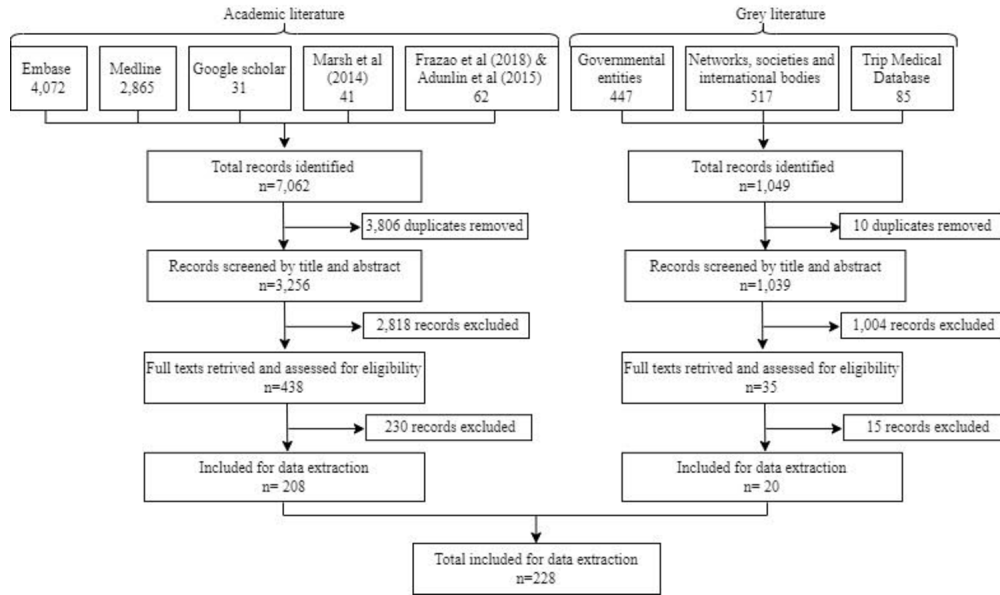 Academic literature
Grey literature
Embase
4,072
Medline
2,865
Google scholar
31
Marsh et al
(2014)
41
Frazao et al (2018) &
Adunlin et al (2015)
62
Governmental
entities
447
Networks, societies and
international bodies
517
Trip Medical
Database
85
Total records identified
n=7,062
Total records identified
n=1,049
3,806 duplicates removed
10 duplicates removed
Records screened by title and abstract
n=3,256
Records screened by title and abstract
n=1,039
2,818 records excluded
1,004 records excluded
Full texts retrived and assessed for eligibility
n=438
Full texts retrived and assessed for eligibility
n=35
230 records excluded
15 records excluded
Included for data extraction
n= 208
Included for data extraction
n= 20
Total included for data extraction
n=228